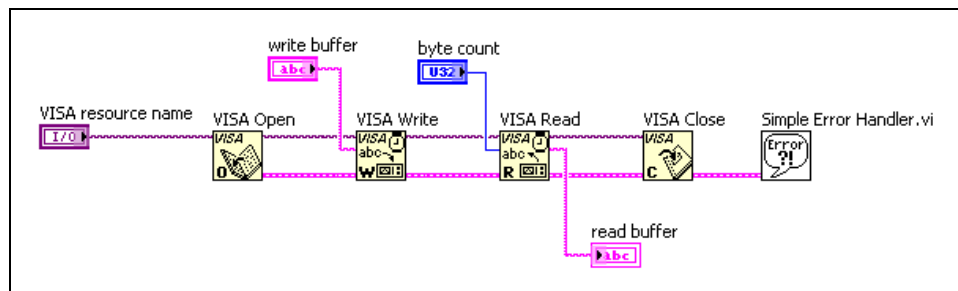 write buffer
abc
byte count
U32
VISA resource name
I/O
VISA Open
VISA
O
VISA Write
VISA
abc
W
VISA Read
VISA
abc
R
VISA Close
VISA
C
Simple Error Handler.vi
Error
?!
read buffer
abc